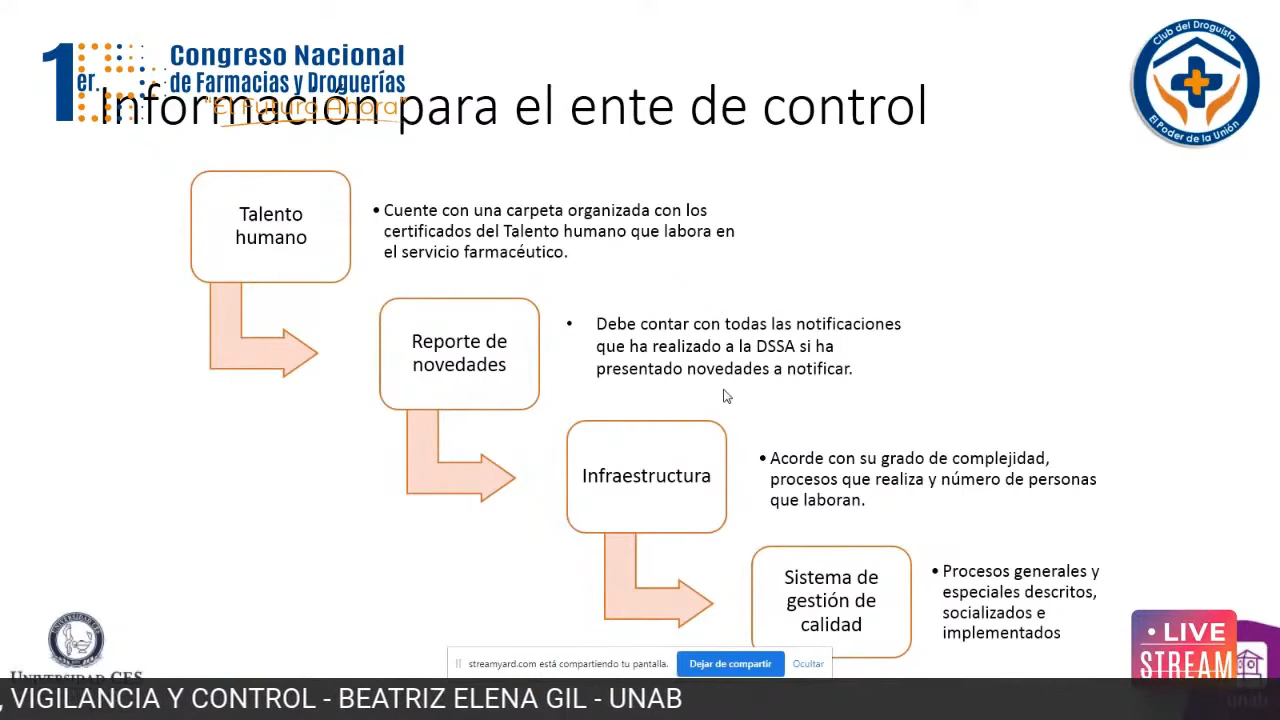 1er.
Congreso Nacional
de Farmacias y Droguerías
"El Futuro Ahora"
Información para el ente de control
Club del Droguista
El Poder de la Unión
Talento
humano
• Cuente con una carpeta organizada con los
certificados del Talento humano que labora en
el servicio farmacéutico.
Reporte de
novedades
• Debe contar con todas las notificaciones
que ha realizado a la DSSA si ha
presentado novedades a notificar.
Infraestructura
• Acorde con su grado de complejidad,
procesos que realiza y número de personas
que laboran.
Sistema de
gestión de
calidad
• Procesos generales y
especiales descritos,
socializados e
implementados
UNIVERSIDAD CES
streamyard.com está compartiendo tu pantalla.
Dejar de compartir
Ocultar
• LIVE
STREAM
unab
, VIGILANCIA Y CONTROL - BEATRIZ ELENA GIL - UNAB